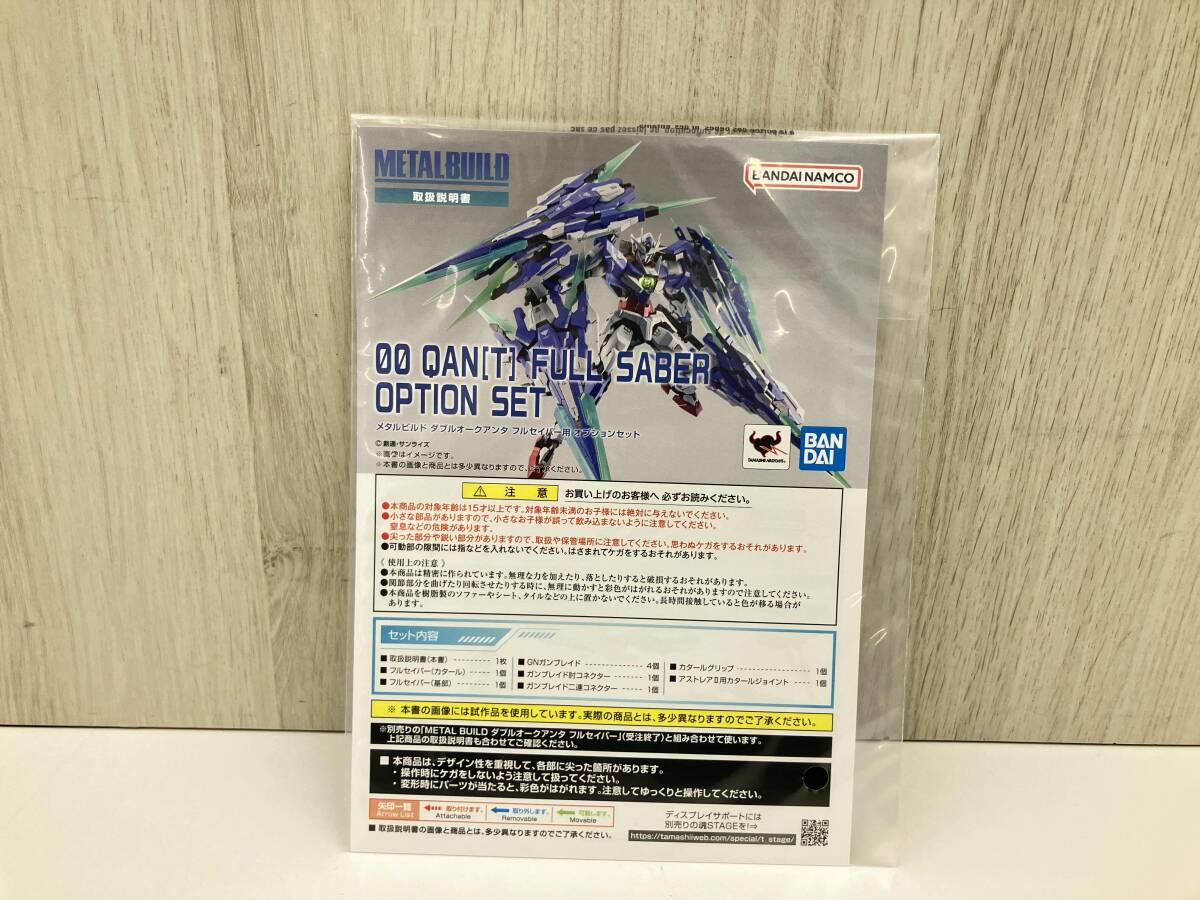 METAL BUILD
取扱説明書
BANDAI NAMCO
00 QAN[T] FULL SABER
OPTION SET
メタルビルド ダブルオークアンタ フルセイバー用 オプションセット
©創通・サンライズ
※画像はイメージです。
※本書の画像と商品とは多少異なりますので、ご了承ください。
TAMASHII NATIONS
BAN
DAI
注 意 お買い上げのお客様へ 必ずお読みください。
●本商品の対象年齢は15才以上です。対象年齢未満のお子様には絶対に与えないでください。
●小さな部品がありますので、小さなお子様が誤って飲み込まないように注意してください。
窒息などの危険があります。
●尖った部分や鋭い部分がありますので、取扱や保管場所に注意してください。思わぬケガをするおそれがあります。
●可動部の隙間には指などを入れないでください。はさまれてケガをするおそれがあります。
《 使用上の注意 》
●本商品は精密に作られています。無理な力を加えたり、落としたりすると破損するおそれがあります。
●関節部分を曲げたり回転させたりする時に、無理に動かすと彩色がはがれるおそれがありますので注意してください。
●本商品を樹脂製のソファーやシート、タイルなどの上に置かないでください。長時間接触していると色が移る場合が
あります。
セット内容
■ 取扱説明書(本書) 1枚
■ フルセイバー(カタール) 1個
■ フルセイバー(基部) 1個
■ GNガンブレイド 4個
■ ガンブレイド肘コネクター 1個
■ ガンブレイド二連コネクター 1個
■ カタールグリップ 1個
■ アストレアⅡ用カタールジョイント 1個
※ 本書の画像には試作品を使用しています。実際の商品とは、多少異なりますのでご了承ください。
※別売りの「METAL BUILD ダブルオークアンタ フルセイバー」(受注終了)と組み合わせて使います。
上記商品の取扱説明書も合わせてご確認ください。
■ 本商品は、デザイン性を重視して、各部に尖った箇所があります。
・操作時にケガをしないよう注意して扱ってください。
・変形時にパーツが当たると、彩色がはがれます。注意してゆっくりと操作してください。
矢印一覧
Arrow List
取り付けます。
Attachable
取り外します。
Removable
可動します。
Movable
■ 取扱説明書の画像と商品とは、多少異なりますのでご了承ください。
ディスプレイサポートには
別売りの魂STAGEを!⇒
https://tamashiiweb.com/special/t_stage/